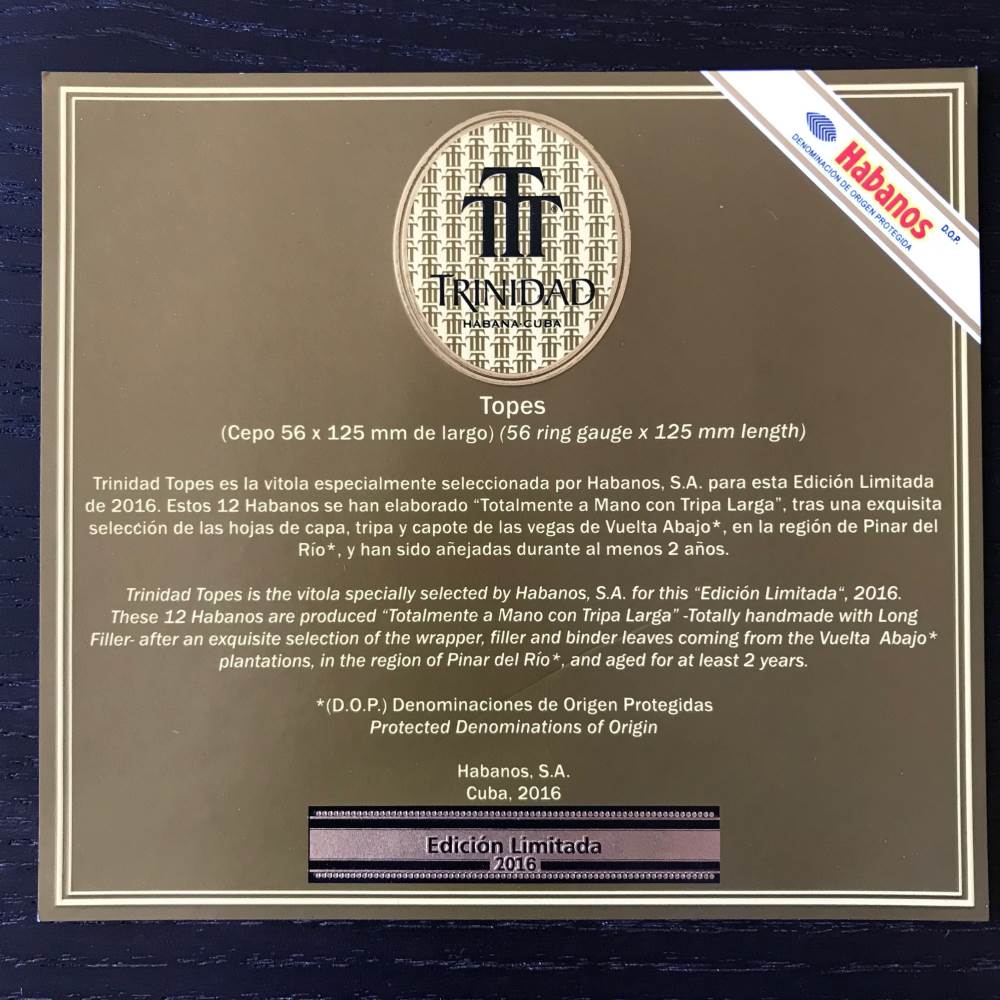 Habanos
D.O.P.
DENOMINACIÓN DE ORIGEN PROTEGIDA
TRINIDAD
HABANA-CUBA
Topes
(Cepo 56 x 125 mm de largo) (56 ring gauge x 125 mm length)
Trinidad Topes es la vitola especialmente seleccionada por Habanos, S.A. para esta Edición Limitada
de 2016. Estos 12 Habanos se han elaborado “Totalmente a Mano con Tripa Larga”, tras una exquisita
selección de las hojas de capa, tripa y capote de las vegas de Vuelta Abajo*, en la región de Pinar del
Río*, y han sido añejadas durante al menos 2 años.
Trinidad Topes is the vitola specially selected by Habanos, S.A. for this “Edición Limitada“, 2016.
These 12 Habanos are produced “Totalmente a Mano con Tripa Larga” -Totally handmade with Long
Filler- after an exquisite selection of the wrapper, filler and binder leaves coming from the Vuelta Abajo*
plantations, in the region of Pinar del Río*, and aged for at least 2 years.
*(D.O.P.) Denominaciones de Origen Protegidas
Protected Denominations of Origin
Habanos, S.A.
Cuba, 2016
Edición Limitada
2016